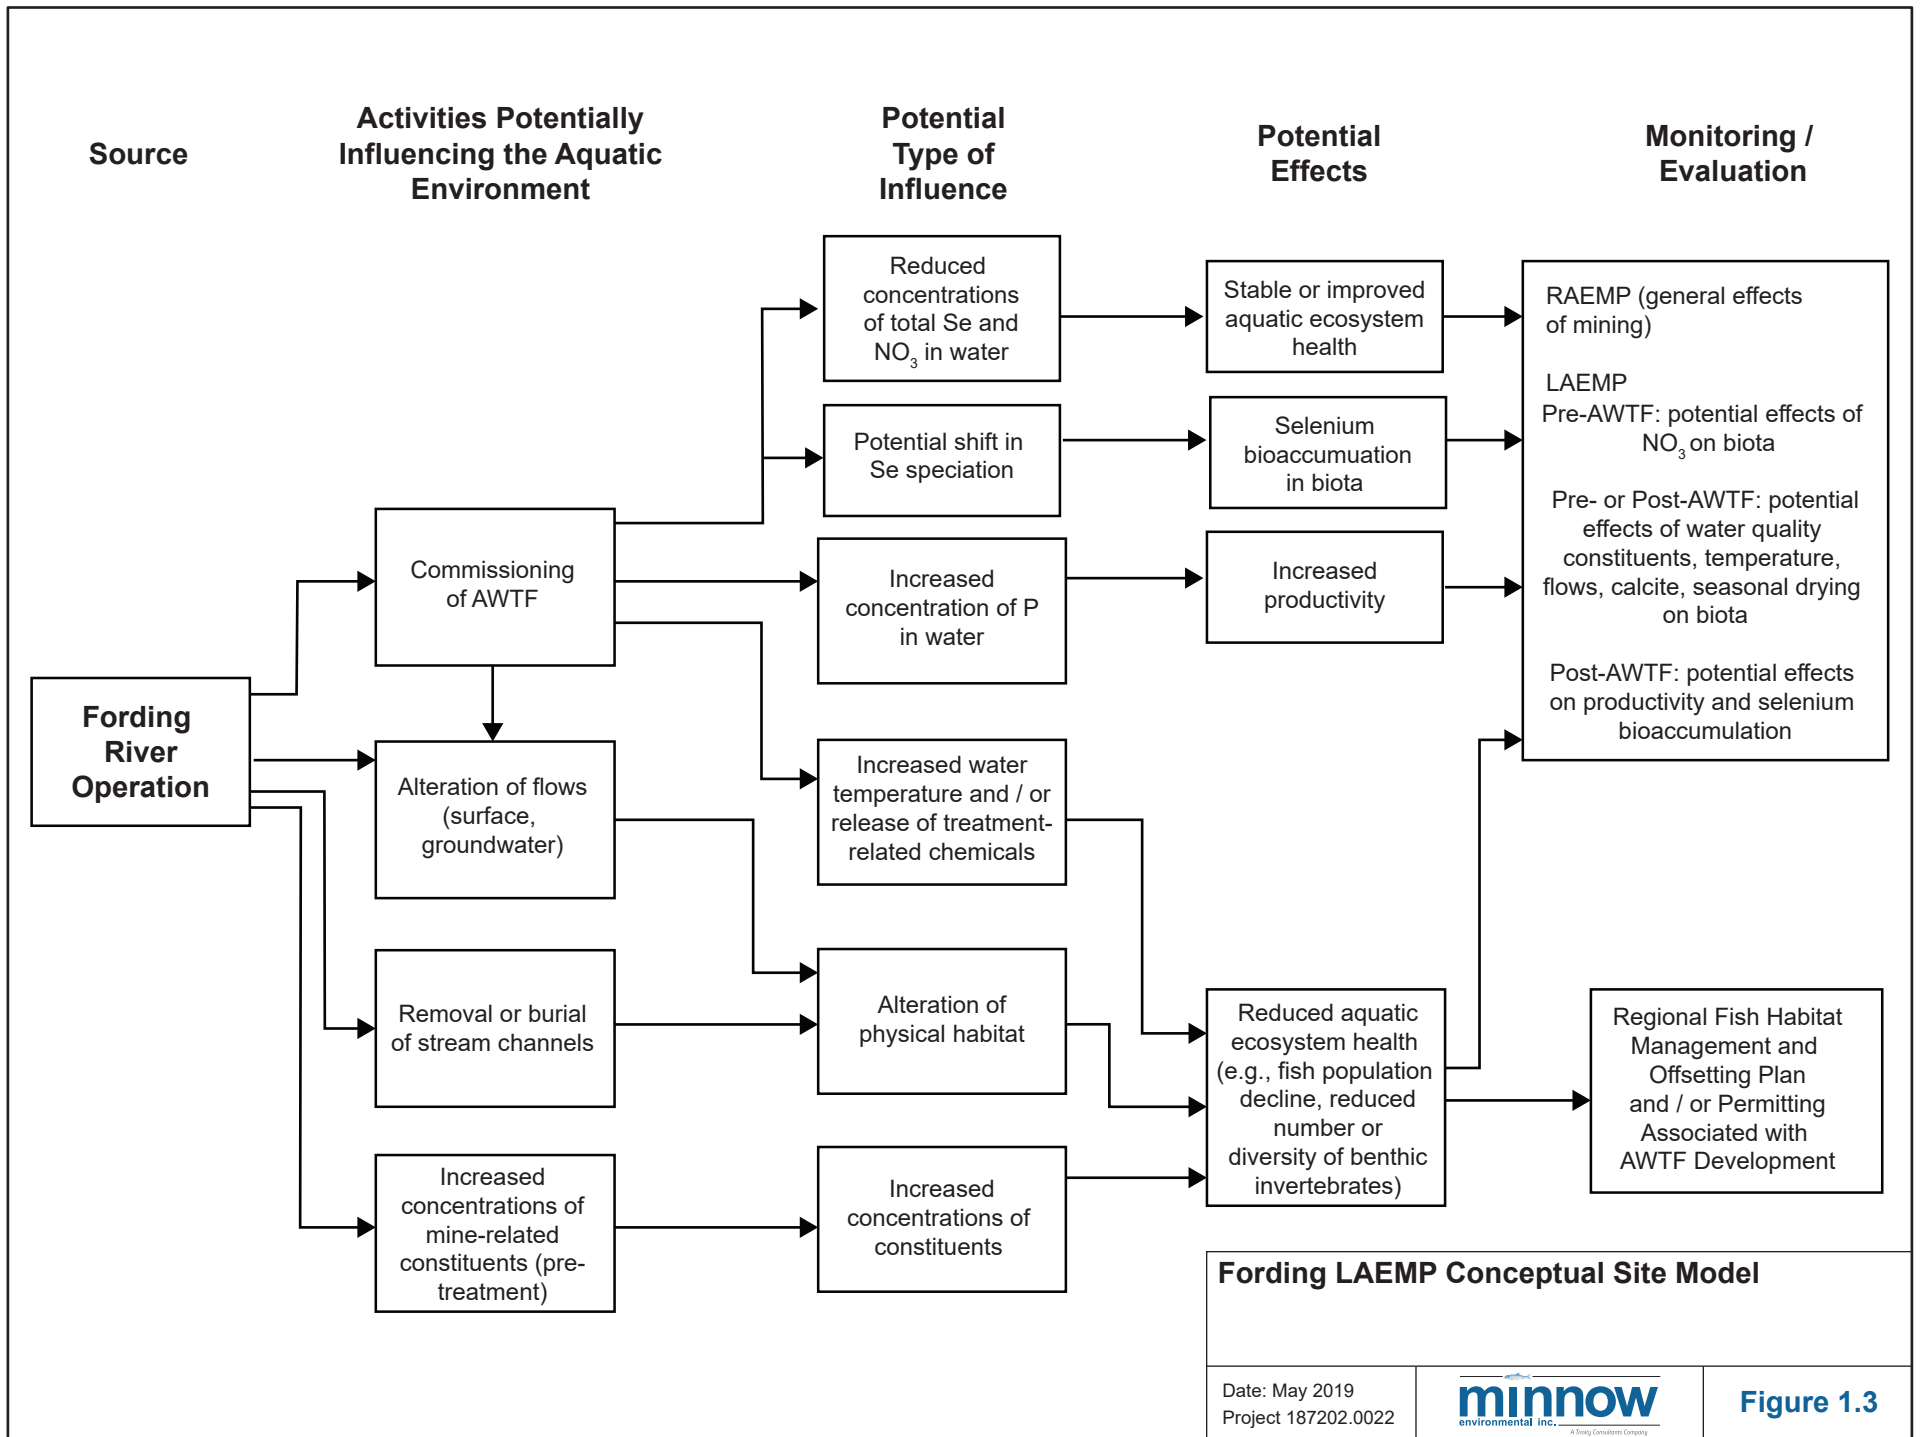 Source
Activities Potentially
Influencing the Aquatic
Environment
Potential
Type of
Influence
Potential
Effects
Monitoring /
Evaluation
Fording
River
Operation
Commissioning
of AWTF
Alteration of flows
(surface,
groundwater)
Removal or burial
of stream channels
Increased
concentrations of
mine-related
constituents (pre-
treatment)
Reduced
concentrations
of total Se and
NO3 in water
Potential shift in
Se speciation
Increased
concentration of P
in water
Increased water
temperature and / or
release of treatment-
related chemicals
Alteration of
physical habitat
Increased
concentrations of
constituents
Stable or improved
aquatic ecosystem
health
Selenium
bioaccumuation
in biota
Increased
productivity
Reduced aquatic
ecosystem health
(e.g., fish population
decline, reduced
number or
diversity of benthic
invertebrates)
RAEMP (general effects
of mining)
LAEMP
Pre-AWTF: potential effects of
NO3 on biota
Pre- or Post-AWTF: potential
effects of water quality
constituents, temperature,
flows, calcite, seasonal drying
on biota
Post-AWTF: potential effects
on productivity and selenium
bioaccumulation
Regional Fish Habitat
Management and
Offsetting Plan
and / or Permitting
Associated with
AWTF Development
Fording LAEMP Conceptual Site Model
Date: May 2019
Project 187202.0022
minnow
environmental inc.
A Trinity Consultants Company
Figure 1.3